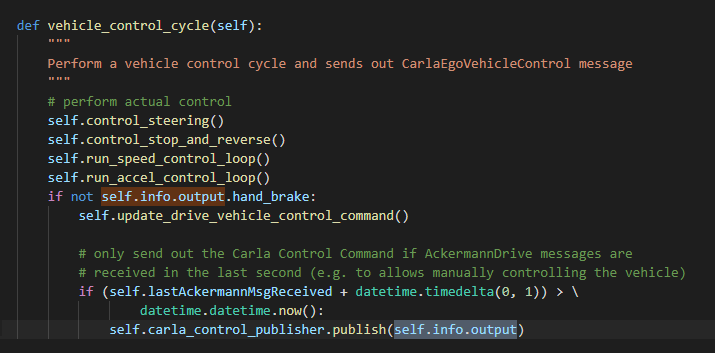 def vehicle_control_cycle(self):
"""
Perform a vehicle control cycle and sends out CarlaEgoVehicleControl message
"""
# perform actual control
self.control_steering()
self.control_stop_and_reverse()
self.run_speed_control_loop()
self.run_accel_control_loop()
if not self.info.output.hand_brake:
self.update_drive_vehicle_control_command()
# only send out the Carla Control Command if AckermannDrive messages are
# received in the last second (e.g. to allows manually controlling the vehicle)
if (self.lastAckermannMsgReceived + datetime.timedelta(0, 1)) > \
datetime.datetime.now():
self.carla_control_publisher.publish(self.info.output)